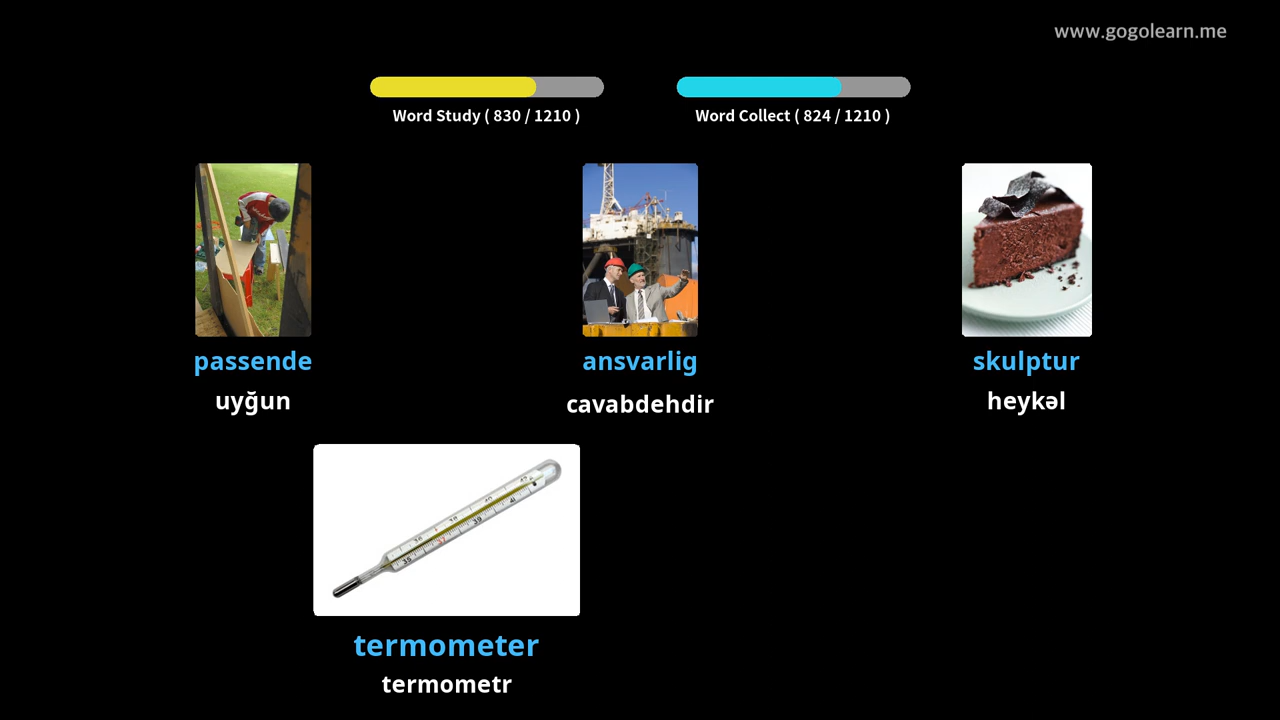 www.gogolearn.me
Word Study ( 830 / 1210 )
Word Collect ( 824 / 1210 )
passende
ansvarlig
skulptur
uyğun
cavabdehdir
heykəl
termometer
termometr